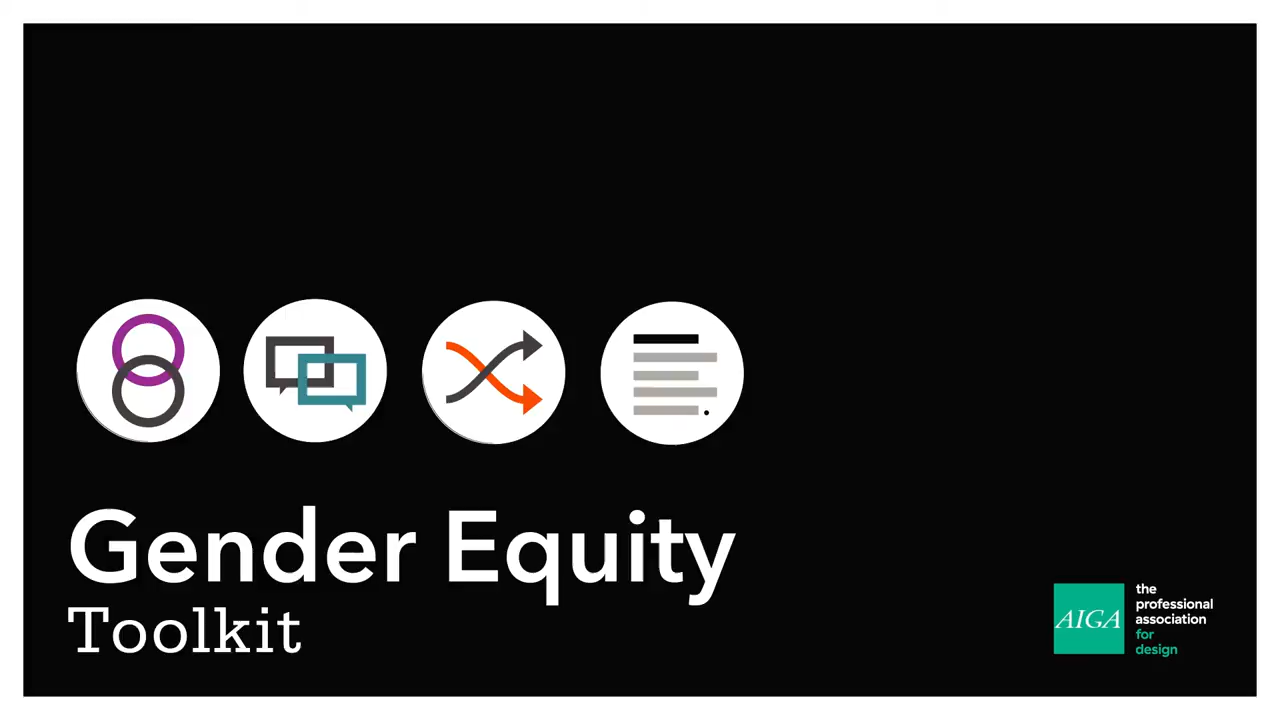 Gender Equity
Toolkit
AIGA
the
professional
association
for
design